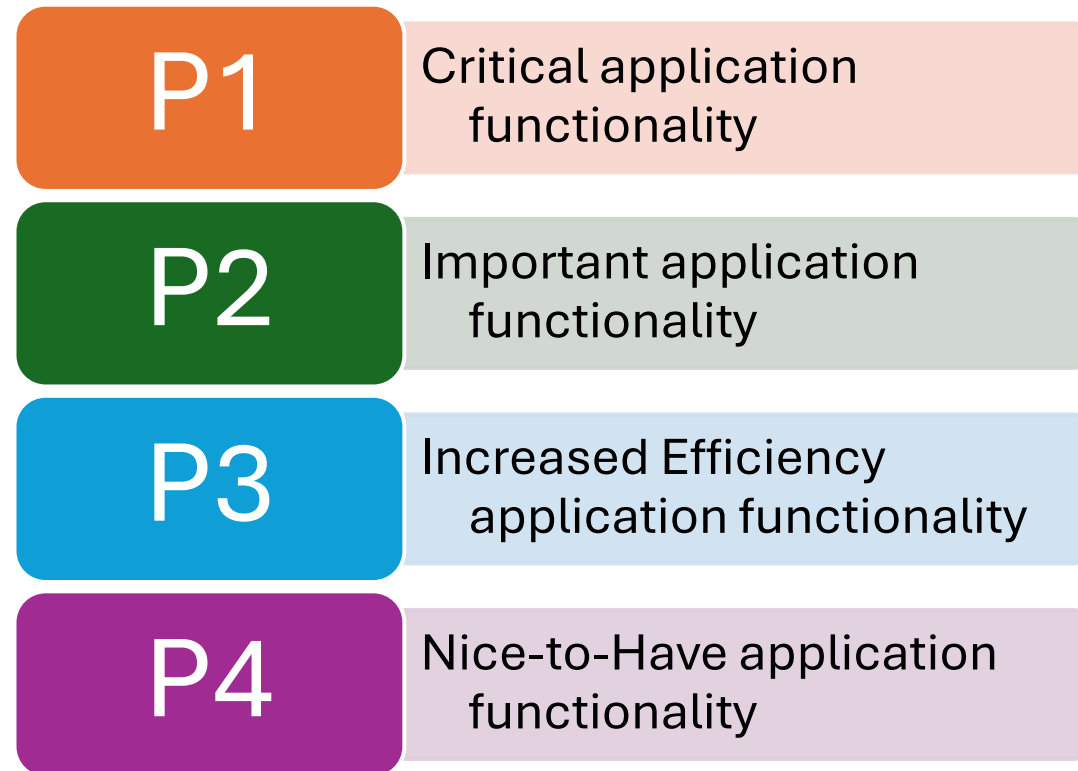 P1
Critical application
functionality
P2
Important application
functionality
P3
Increased Efficiency
application functionality
P4
Nice-to-Have application
functionality